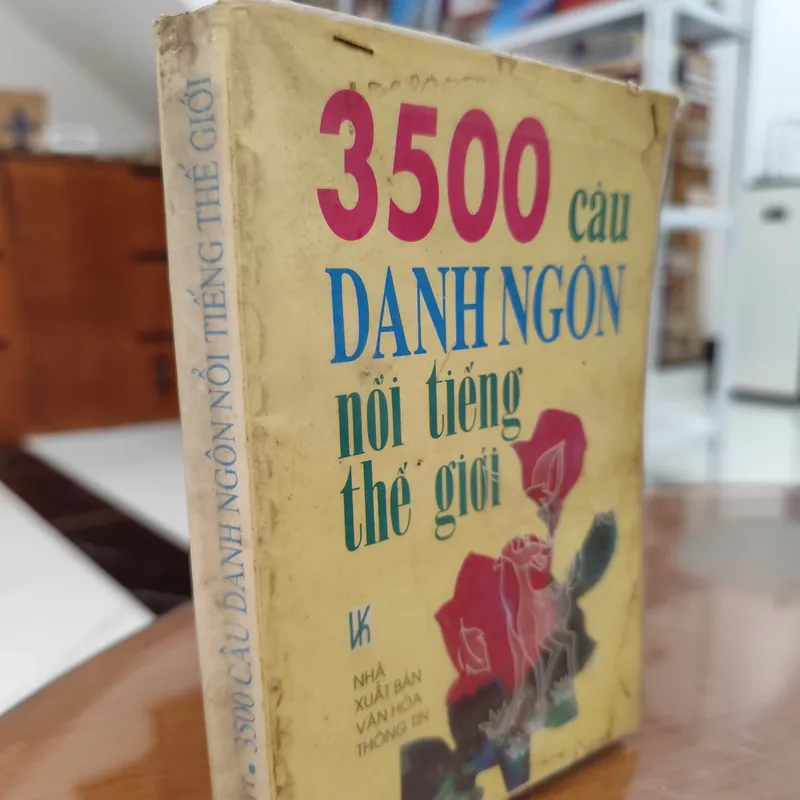 3500 câu
DANH NGÔN
nổi tiếng
thế giới
NHÀ
XUẤT BẢN
VĂN HÓA
THÔNG TIN
3500 CÂU DANH NGÔN NỔI TIẾNG THẾ GIỚI